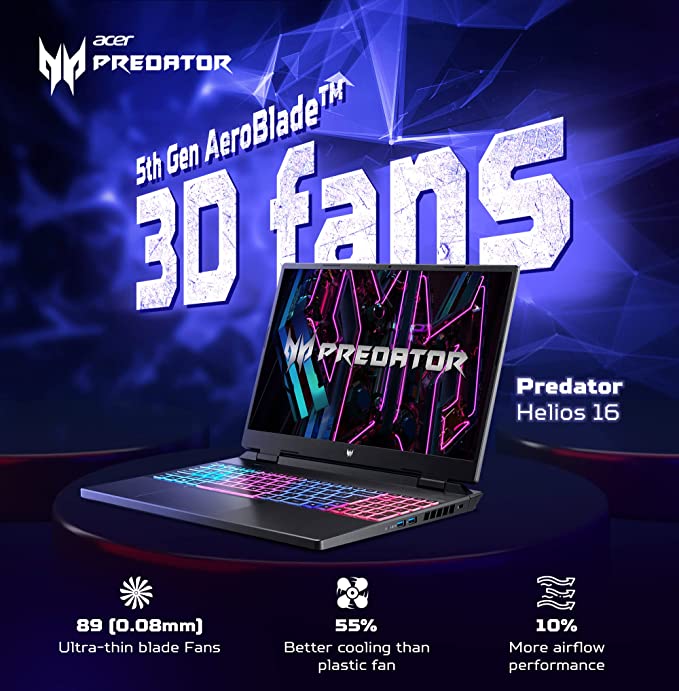 acer
PREDATOR
5th Gen AeroBlade™
3D fans
PREDATOR
Predator
Helios 16
89 (0.08mm)
Ultra-thin blade Fans
55%
Better cooling than
plastic fan
10%
More airflow
performance